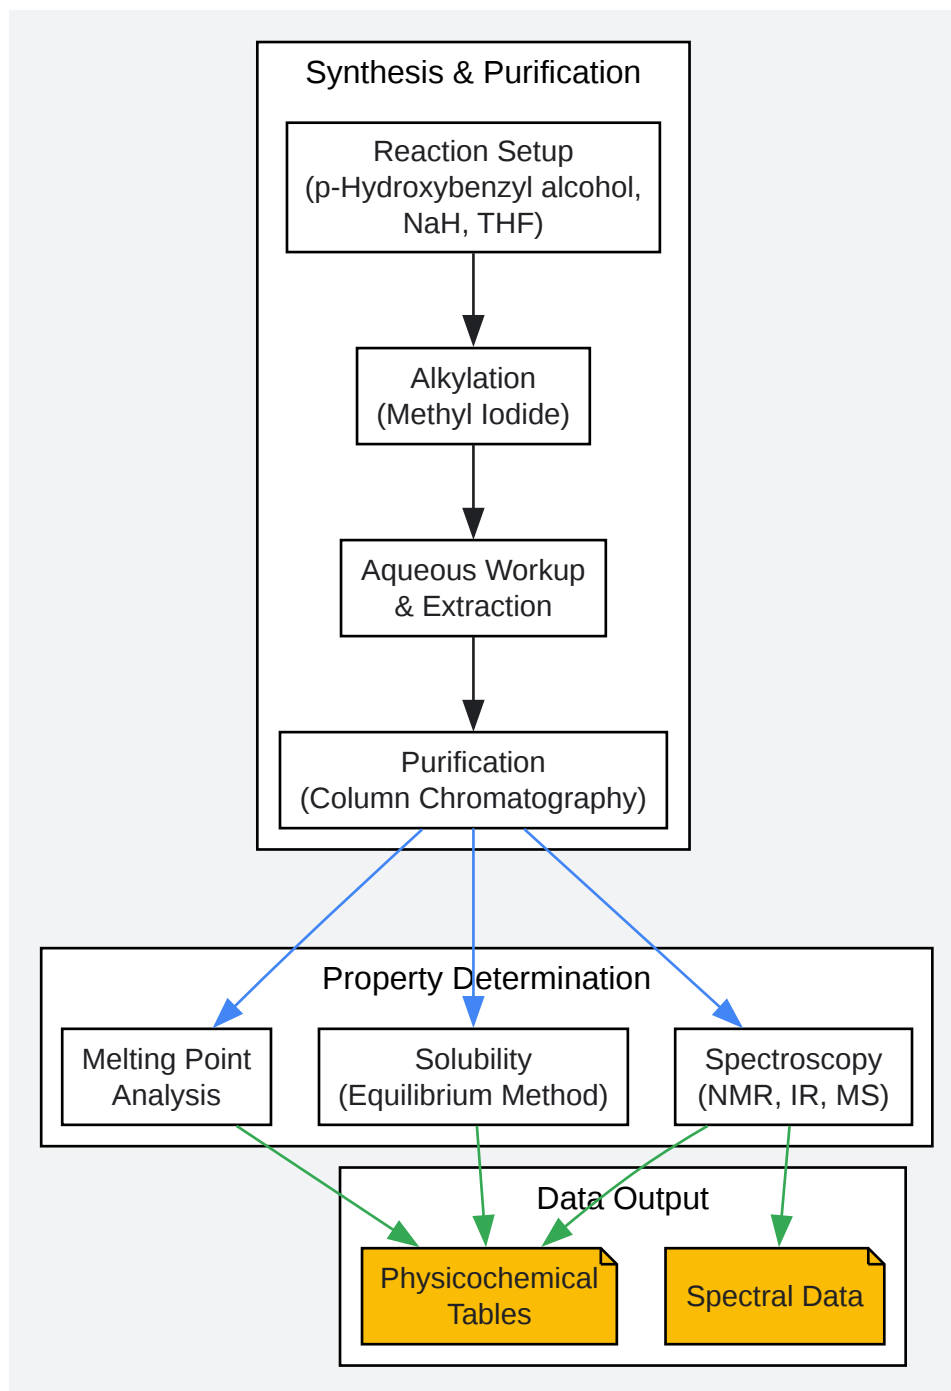 Synthesis & Purification
Reaction Setup
(p-Hydroxybenzyl alcohol,
NaH, THF)
Alkylation
(Methyl Iodide)
Aqueous Workup
& Extraction
Purification
(Column Chromatography)
Property Determination
Melting Point
Analysis
Solubility
(Equilibrium Method)
Spectroscopy
(NMR, IR, MS)
Data Output
Physicochemical
Tables
Spectral Data